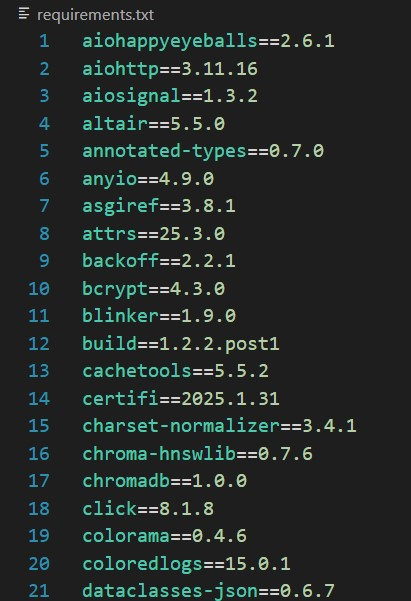 requirements.txt
1 aiohappyeyeballs==2.6.1
2 aiohttp==3.11.16
3 aiosignal==1.3.2
4 altair==5.5.0
5 annotated-types==0.7.0
6 anyio==4.9.0
7 asgiref==3.8.1
8 attrs==25.3.0
9 backoff==2.2.1
10 bcrypt==4.3.0
11 blinker==1.9.0
12 build==1.2.2.post1
13 cachetools==5.5.2
14 certifi==2025.1.31
15 charset-normalizer==3.4.1
16 chroma-hnswlib==0.7.6
17 chromadb==1.0.0
18 click==8.1.8
19 colorama==0.4.6
20 coloredlogs==15.0.1
21 dataclasses-json==0.6.7